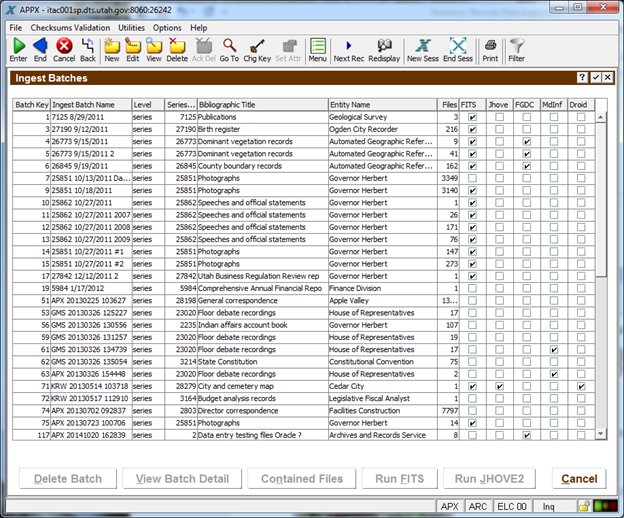 APPX - itac001sp.dts.utah.gov:8060:26242
File Checksums Validation Utilities Options Help
Enter End Cancel Back New Edit View Delete Ack Del Go To Chg Key Set Attr Menu Next Rec Redisplay New Sess End Sess Print Filter
Ingest Batches
Batch Key Ingest Batch Name Level Series... Bibliographic Title Entity Name Files FITS Jhove FGDC MdInf Droid
1 7125 8/29/2011 series 7125 Publications Geological Survey 3
3 27190 9/12/2011 series 27190 Birth register Ogden City Recorder 216
4 26773 9/15/2011 series 26773 Dominant vegetation records Automated Geographic Refer... 9
5 26773 9/15/2011 2 series 26773 Dominant vegetation records Automated Geographic Refer... 41
6 26845 9/15/2011 series 26845 County boundary records Automated Geographic Refer... 162
7 25851 10/13/2011 Da... series 25851 Photographs Governor Herbert 3349
9 25851 10/18/2011 series 25851 Photographs Governor Herbert 3140
10 25862 10/27/2011 series 25862 Speeches and official statements Governor Herbert 1
11 25862 10/27/2011 2007 series 25862 Speeches and official statements Governor Herbert 26
12 25862 10/27/2011 2008 series 25862 Speeches and official statements Governor Herbert 171
13 25862 10/27/2011 2009 series 25862 Speeches and official statements Governor Herbert 76
14 25851 10/27/2011 #1 series 25851 Photographs Governor Herbert 147
15 25851 10/27/2011 #2 series 25851 Photographs Governor Herbert 273
17 27842 12/12/2011 2 series 27842 Utah Business Regulation Review rep Governor Herbert 1
19 5984 1/17/2012 series 5984 Comprehensive Annual Financial Repo Finance Division 1
51 APX 20130225 103627 series 28198 General correspondence Apple Valley 13...
53 GMS 20130326 125227 series 23020 Floor debate recordings House of Representatives 17
56 GMS 20130326 130556 series 2235 Indian affairs account book Governor Herbert 107
59 GMS 20130326 131257 series 23020 Floor debate recordings House of Representatives 19
61 GMS 20130326 134739 series 23020 Floor debate recordings House of Representatives 17
62 GMS 20130326 135054 series 3214 State Constitution Constitutional Convention 75
63 APX 20130326 154448 series 23020 Floor debate recordings House of Representatives 2
71 KRW 20130514 103718 series 28279 City and cemetery map Cedar City 1
72 KRW 20130517 112910 series 3164 Budget analysis records Legislative Fiscal Analyst 1
74 APX 20130702 092837 series 2803 Director correspondence Facilities Construction 7797
75 APX 20130723 100706 series 25851 Photographs Governor Herbert 14
117 APX 20141020 162839 series 2 Data entry testing files Oracle ? Archives and Records Service 8
Delete Batch View Batch Detail Contained Files Run FITS Run JHOVE2 Cancel
APX ARC ELC 00 Inq